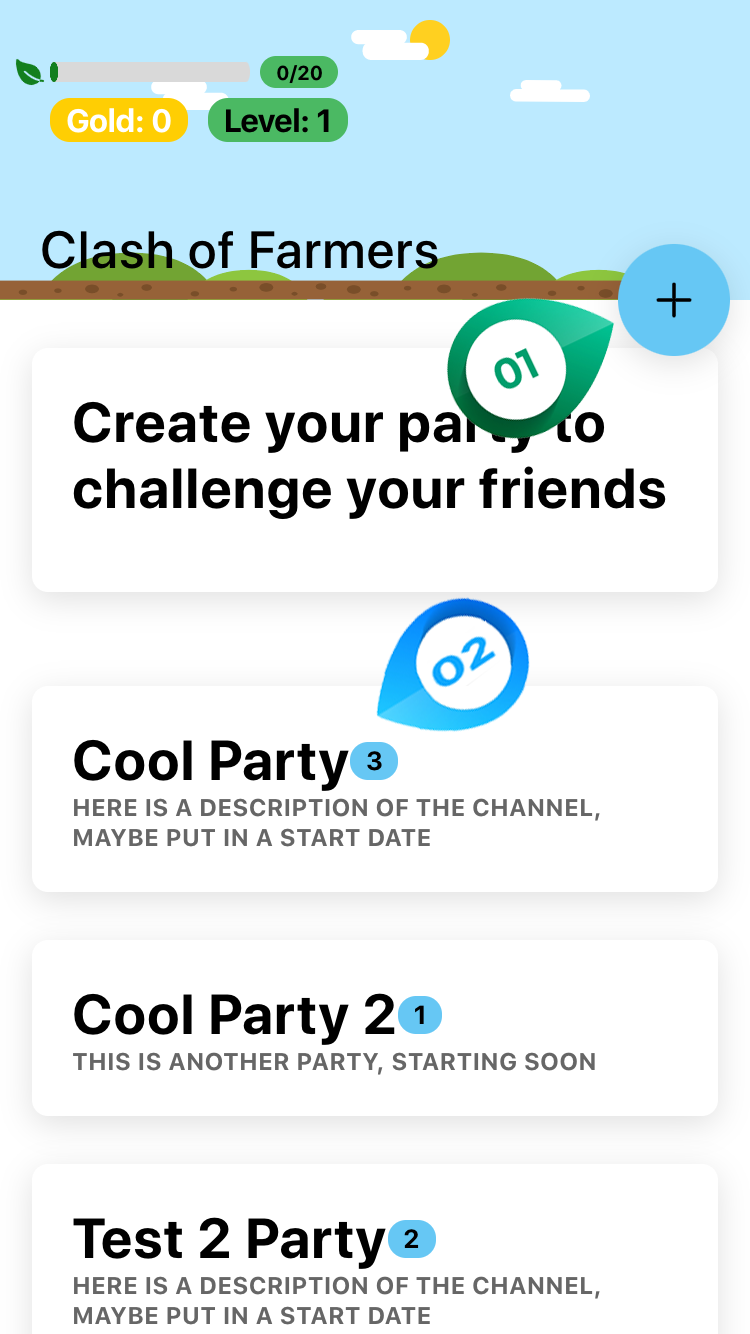 0/20
Gold: 0 Level: 1
Clash of Farmers
01
Create your party to
challenge your friends
02
Cool Party 3
HERE IS A DESCRIPTION OF THE CHANNEL,
MAYBE PUT IN A START DATE
Cool Party 2 1
THIS IS ANOTHER PARTY, STARTING SOON
Test 2 Party 2
HERE IS A DESCRIPTION OF THE CHANNEL,
MAYBE PUT IN A START DATE